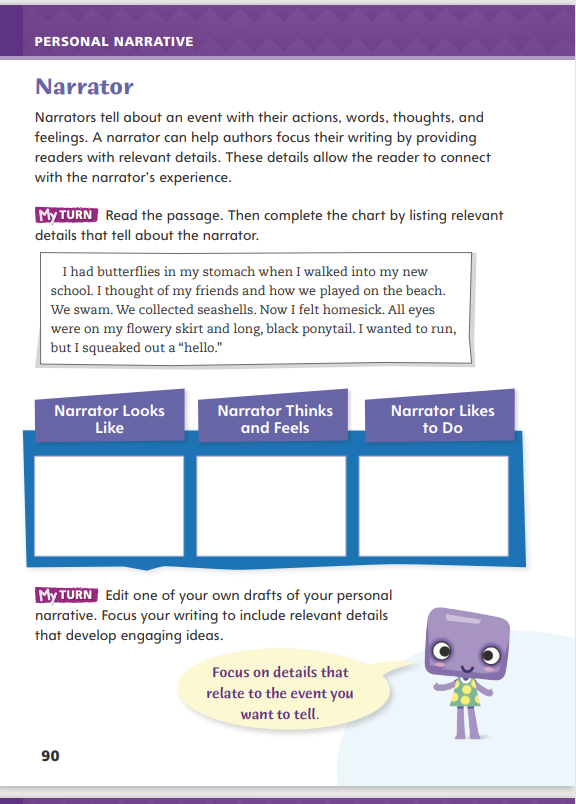 PERSONAL NARRATIVE
Narrator
Narrators tell about an event with their actions, words, thoughts, and
feelings. A narrator can help authors focus their writing by providing
readers with relevant details. These details allow the reader to connect
with the narrator's experience.
My TURN Read the passage. Then complete the chart by listing relevant
details that tell about the narrator.
I had butterflies in my stomach when I walked into my new
school. I thought of my friends and how we played on the beach.
We swam. We collected seashells. Now I felt homesick. All eyes
were on my flowery skirt and long, black ponytail. I wanted to run,
but I squeaked out a “hello.”
Narrator Looks
Like
Narrator Thinks
and Feels
Narrator Likes
to Do
My TURN Edit one of your own drafts of your personal
narrative. Focus your writing to include relevant details
that develop engaging ideas.
Focus on details that
relate to the event you
want to tell.
90